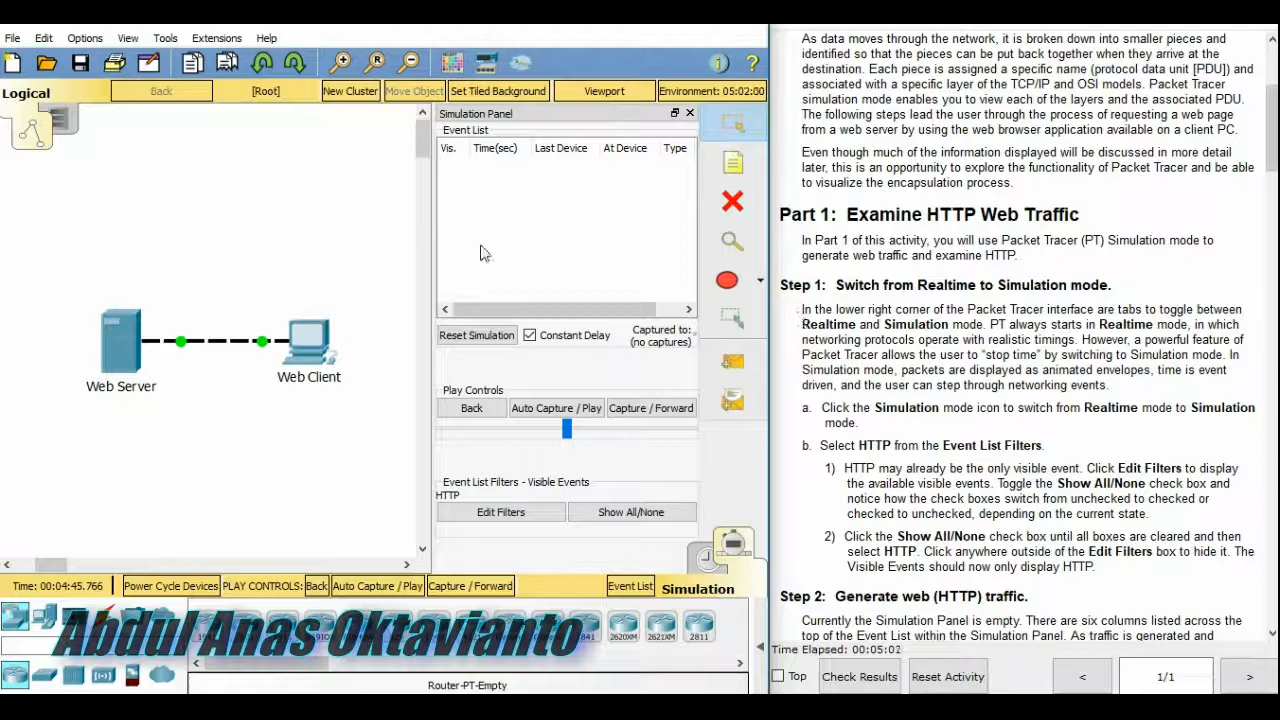 File Edit Options View Tools Extensions Help
Logical
Back
[Root]
New Cluster
Move Object
Set Tiled Background
Viewport
Environment: 05:02:00
Simulation Panel
Event List
Vis. Time(sec) Last Device At Device Type
Reset Simulation
Constant Delay
Captured to:
(no captures)
Play Controls
Back
Auto Capture / Play
Capture / Forward
Event List Filters - Visible Events
HTTP
Edit Filters
Show All/None
Web Server
Web Client
Time: 00:04:45.766
Power Cycle Devices
PLAY CONTROLS:
Back
Auto Capture / Play
Capture / Forward
Event List
Simulation
Abdul Anas Oktavianto
2620XM
2621XM
2811
Router-PT-Empty
As data moves through the network, it is broken down into smaller pieces and
identified so that the pieces can be put back together when they arrive at the
destination. Each piece is assigned a specific name (protocol data unit [PDU]) and
associated with a specific layer of the TCP/IP and OSI models. Packet Tracer
simulation mode enables you to view each of the layers and the associated PDU.
The following steps lead the user through the process of requesting a web page
from a web server by using the web browser application available on a client PC.
Even though much of the information displayed will be discussed in more detail
later, this is an opportunity to explore the functionality of Packet Tracer and be able
to visualize the encapsulation process.
Part 1: Examine HTTP Web Traffic
In Part 1 of this activity, you will use Packet Tracer (PT) Simulation mode to
generate web traffic and examine HTTP.
Step 1: Switch from Realtime to Simulation mode.
In the lower right corner of the Packet Tracer interface are tabs to toggle between
Realtime and Simulation mode. PT always starts in Realtime mode, in which
networking protocols operate with realistic timings. However, a powerful feature of
Packet Tracer allows the user to “stop time” by switching to Simulation mode. In
Simulation mode, packets are displayed as animated envelopes, time is event
driven, and the user can step through networking events.
a. Click the Simulation mode icon to switch from Realtime mode to Simulation
mode.
b. Select HTTP from the Event List Filters.
1) HTTP may already be the only visible event. Click Edit Filters to display
the available visible events. Toggle the Show All/None check box and
notice how the check boxes switch from unchecked to checked or
checked to unchecked, depending on the current state.
2) Click the Show All/None check box until all boxes are cleared and then
select HTTP. Click anywhere outside of the Edit Filters box to hide it. The
Visible Events should now only display HTTP.
Step 2: Generate web (HTTP) traffic.
Currently the Simulation Panel is empty. There are six columns listed across the
top of the Event List within the Simulation Panel. As traffic is generated and
Time Elapsed: 00:05:02
Top
Check Results
Reset Activity
<
1/1
>